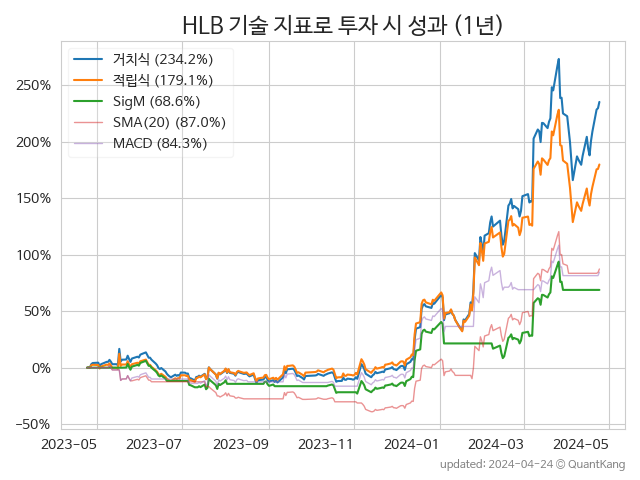 HLB 기술 지표로 투자 시 성과 (1년)
거치식 (234.2%)
적립식 (179.1%)
SigM (68.6%)
SMA(20) (87.0%)
MACD (84.3%)
250%
200%
150%
100%
50%
0%
−50%
2023-05 2023-07 2023-09 2023-11 2024-01 2024-03 2024-05
updated: 2024-04-24 © QuantKang